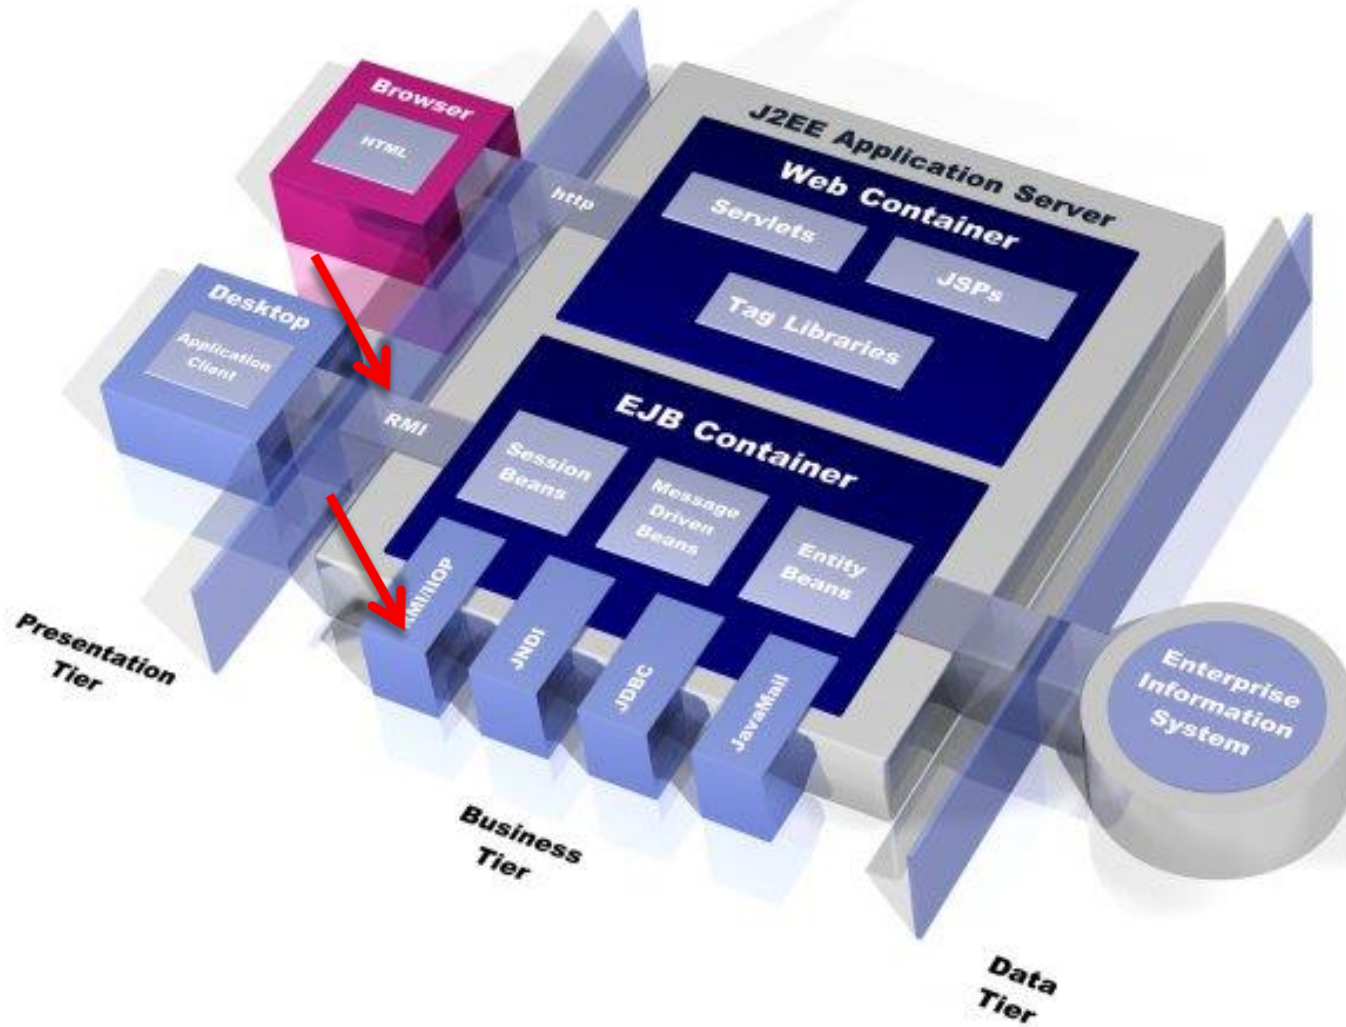 Browser
HTML
J2EE Application Server
Web Container
http
Servlets
JSPs
Tag Libraries
Desktop
Application
Client
RMI
EJB Container
Session
Beans
Message
Driven
Beans
Entity
Beans
RMI/IIOP
JNDI
JDBC
JavaMail
Enterprise
Information
System
Presentation
Tier
Business
Tier
Data
Tier